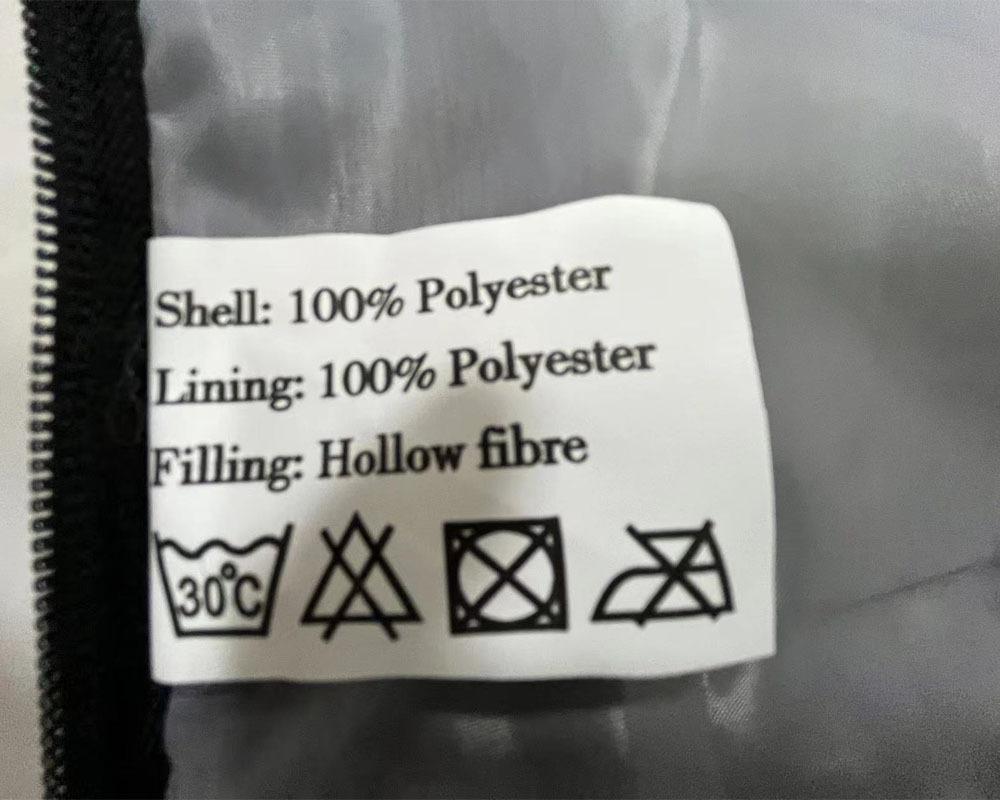 Shell: 100% Polyester
Lining: 100% Polyester
Filling: Hollow fibre
30°C